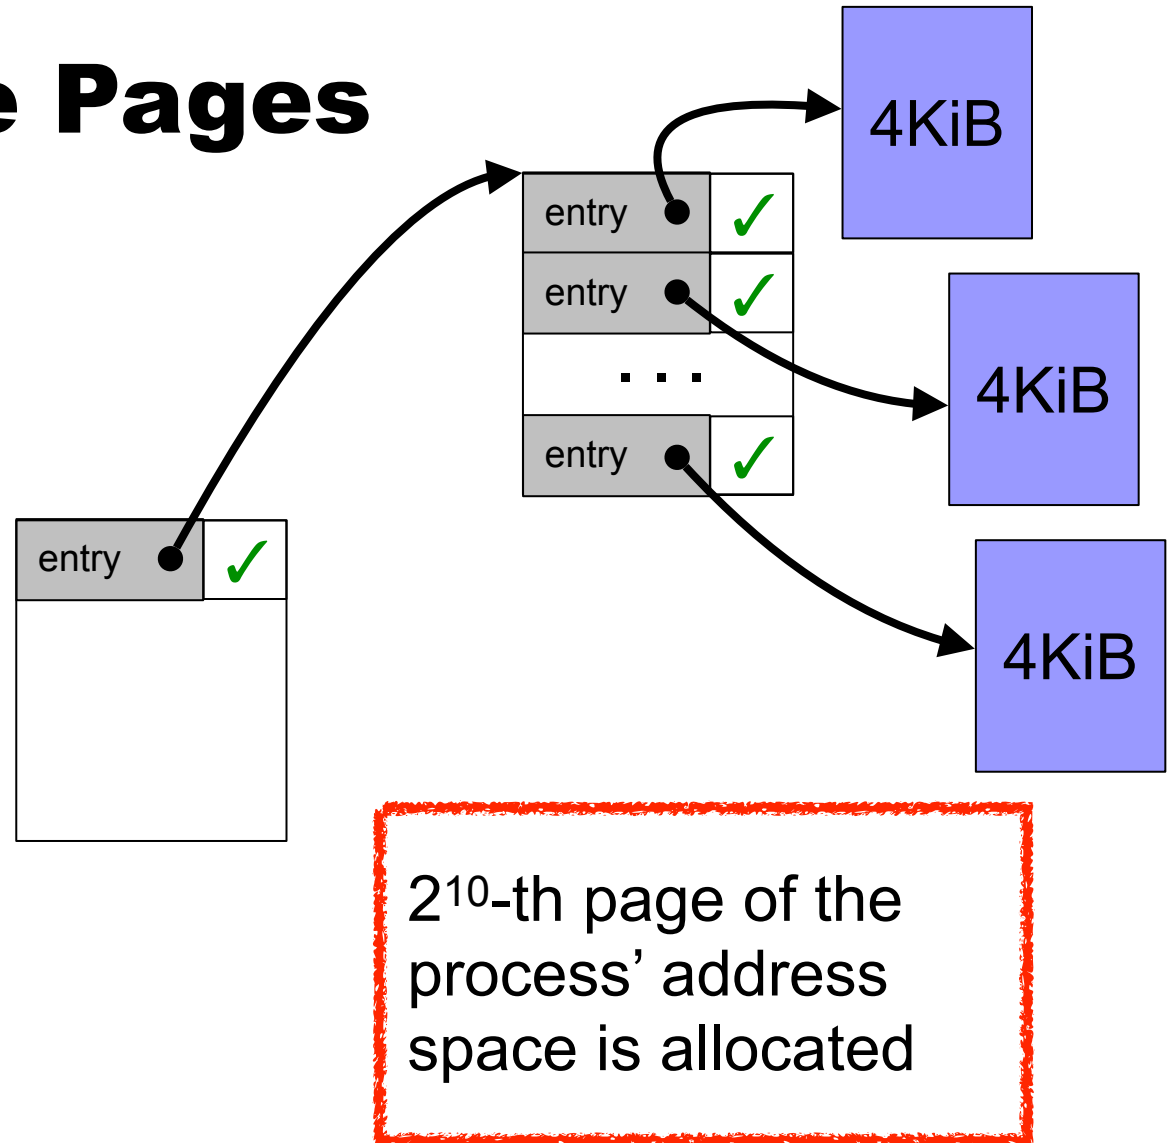 e Pages
4KiB
entry ✓
entry ✓
4KiB
. . .
entry ✓
entry ✓
4KiB
2¹⁰-th page of the
process’ address
space is allocated